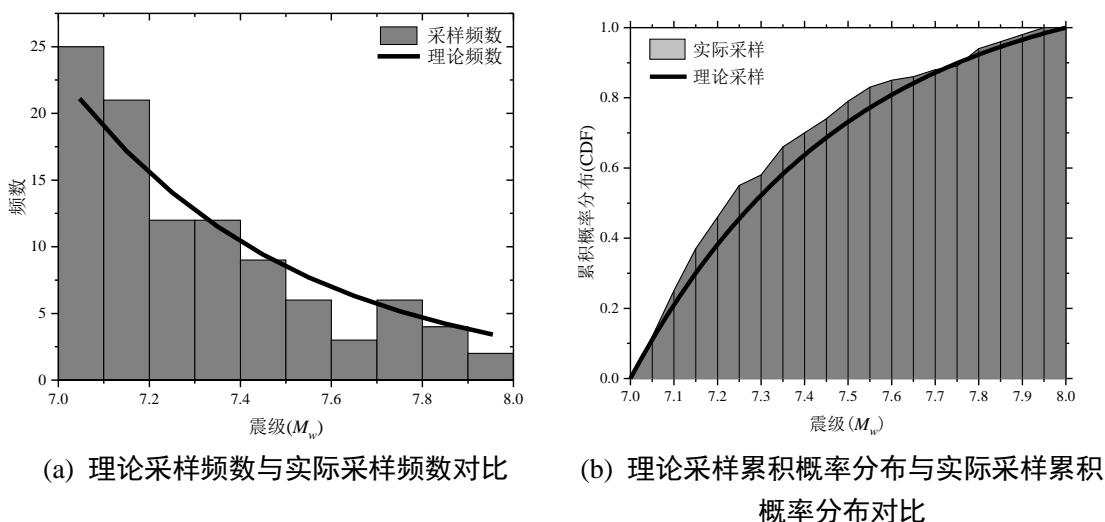 采样频数
理论频数
25
20
15
10
5
0
频数
7.0 7.2 7.4 7.6 7.8 8.0
震级(Mw)
(a) 理论采样频数与实际采样频数对比
实际采样
理论采样
1.0
0.8
0.6
0.4
0.2
0.0
累积概率分布(CDF)
7.0 7.1 7.2 7.3 7.4 7.5 7.6 7.7 7.8 7.9 8.0
震级(Mw)
(b) 理论采样累积概率分布与实际采样累积
概率分布对比